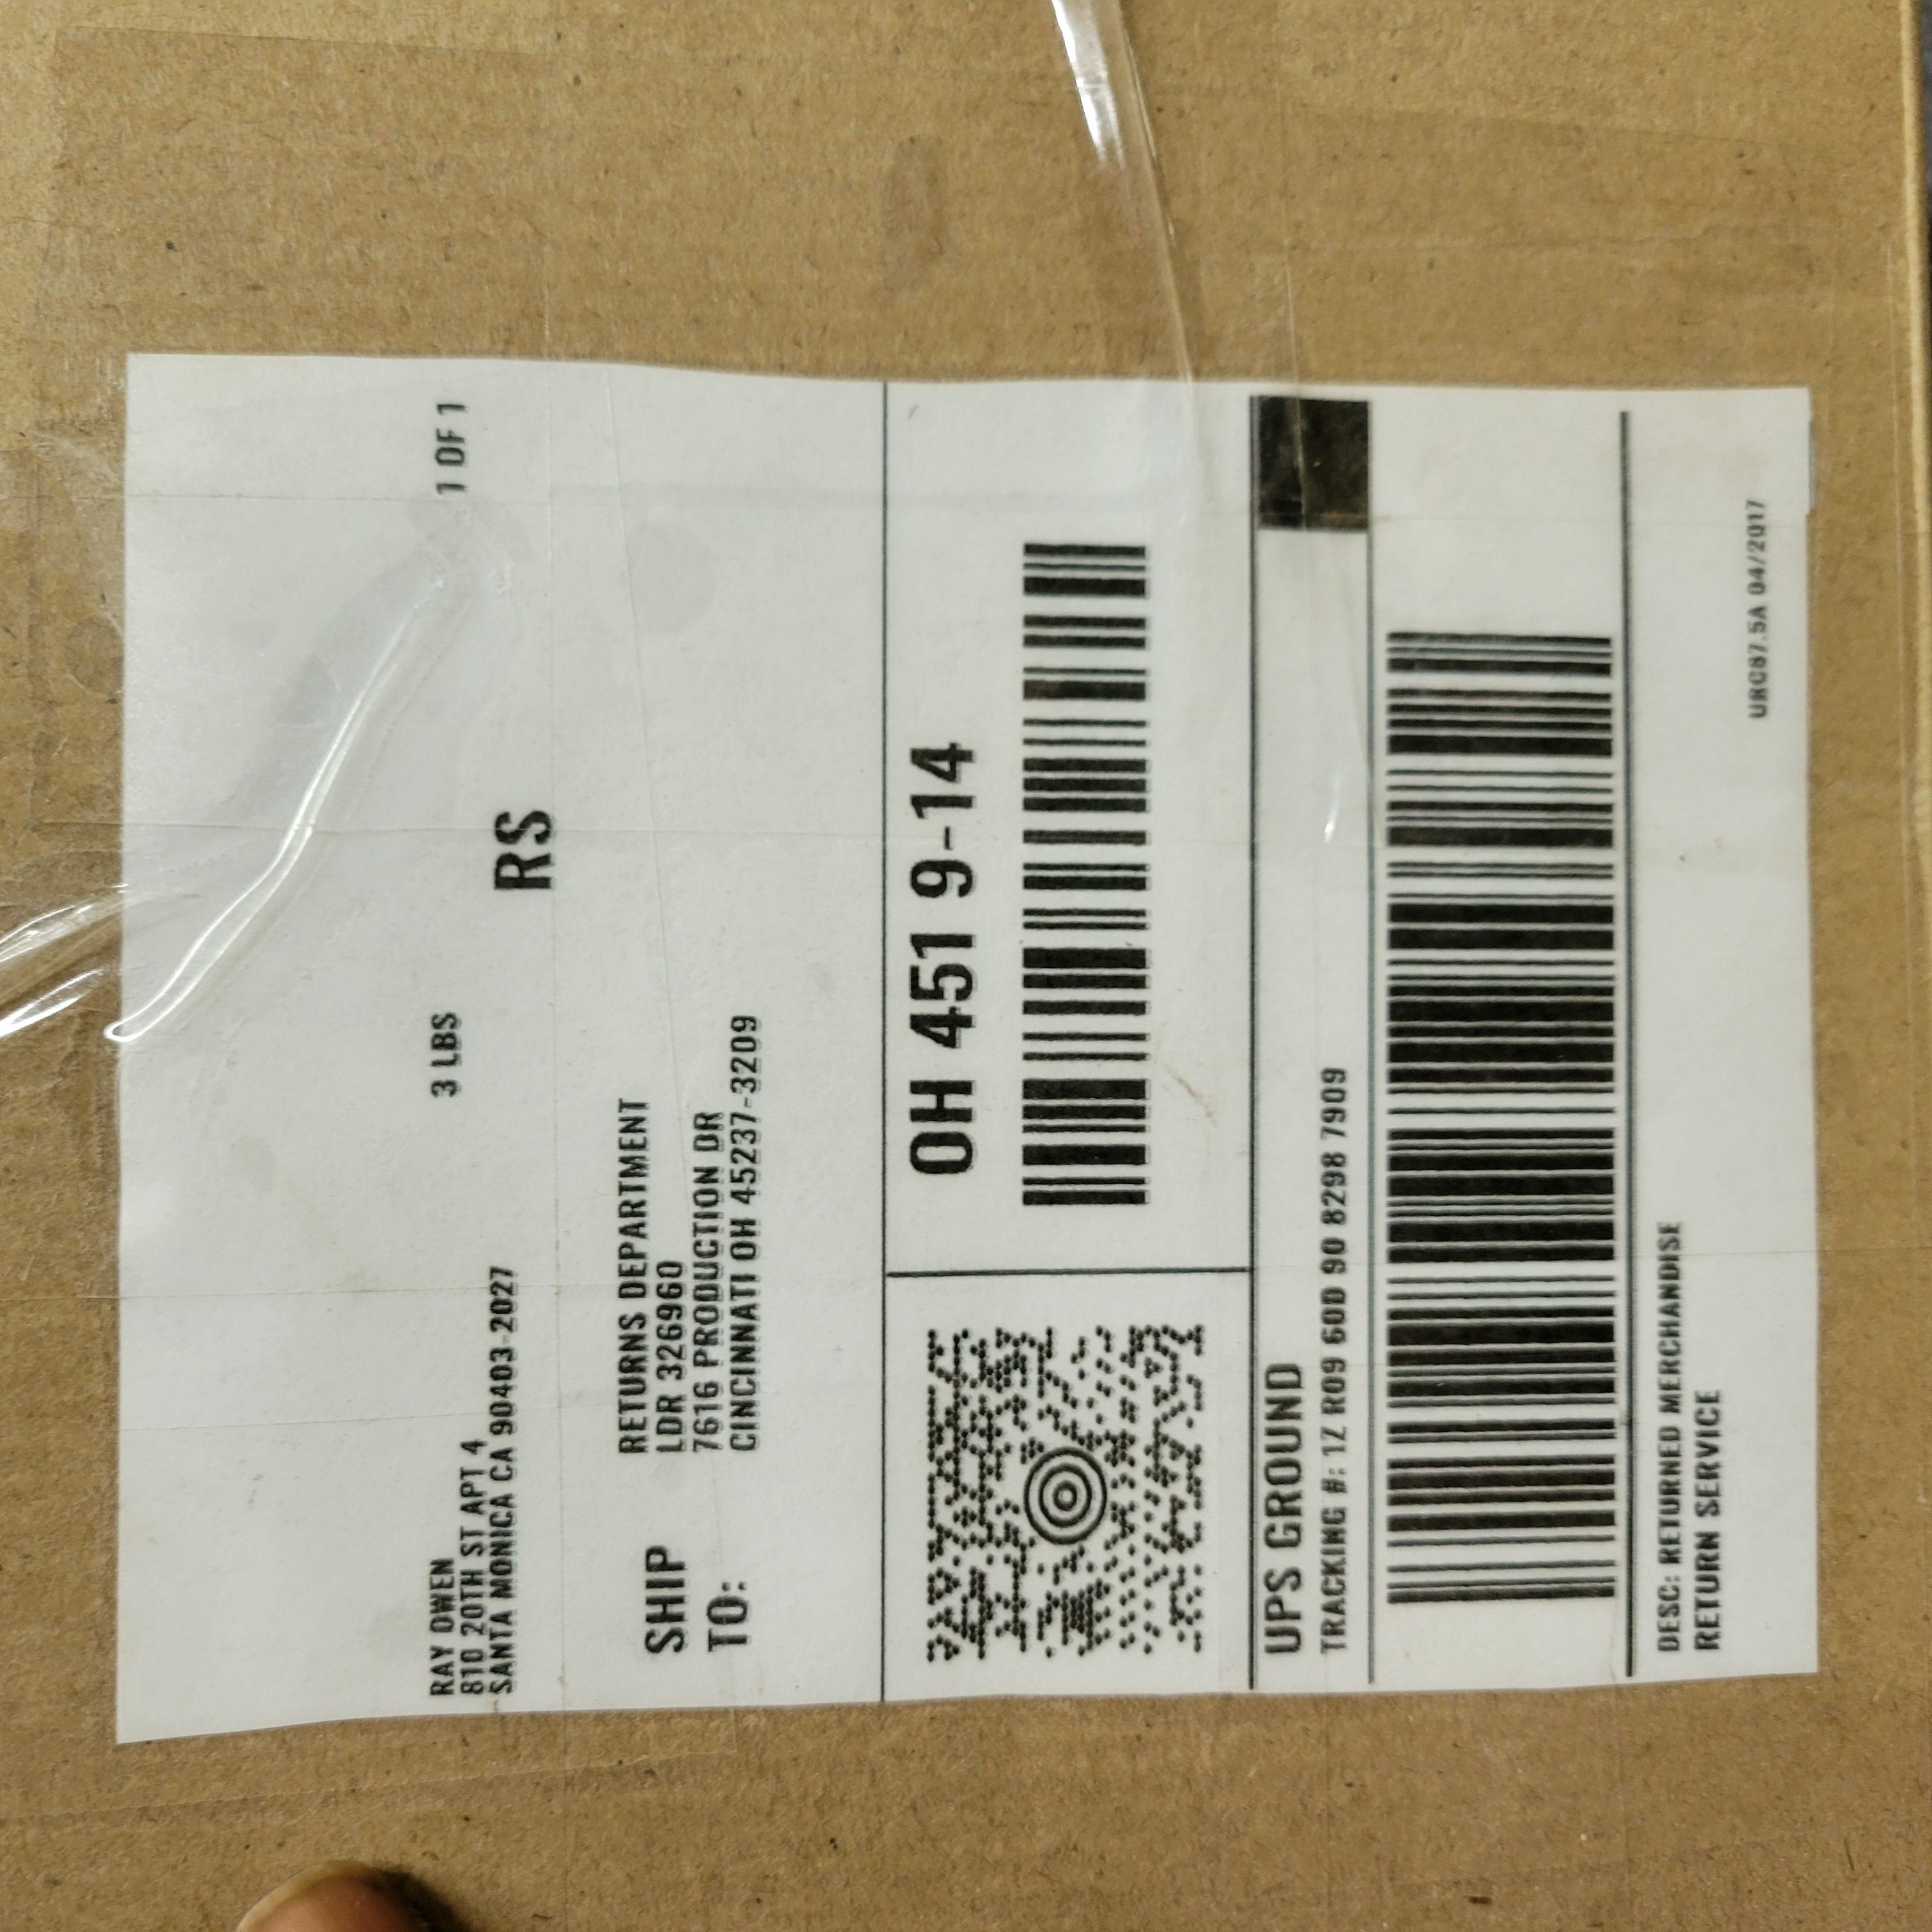 RAY OWEN
810 20TH ST APT 4
SANTA MONICA CA 90403-2027
3 LBS
1 OF 1
RS
SHIP
TO:
RETURNS DEPARTMENT
LDR 326960
7616 PRODUCTION DR
CINCINNATI OH 45237-3209
OH 451 9-14
UPS GROUND
TRACKING #: 1Z R09 60D 90 8298 7909
DESC: RETURNED MERCHANDISE
RETURN SERVICE
URC87.5A 04/2017